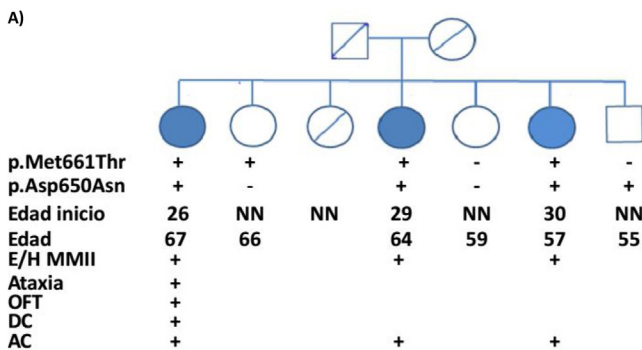 A)
p.Met661Thr + + + - + -
p.Asp650Asn + - + - + +
Edad inicio 26 NN NN 29 NN 30 NN
Edad 67 66 64 59 57 55
E/H MMII + + +
Ataxia +
OFT +
DC +
AC + + +